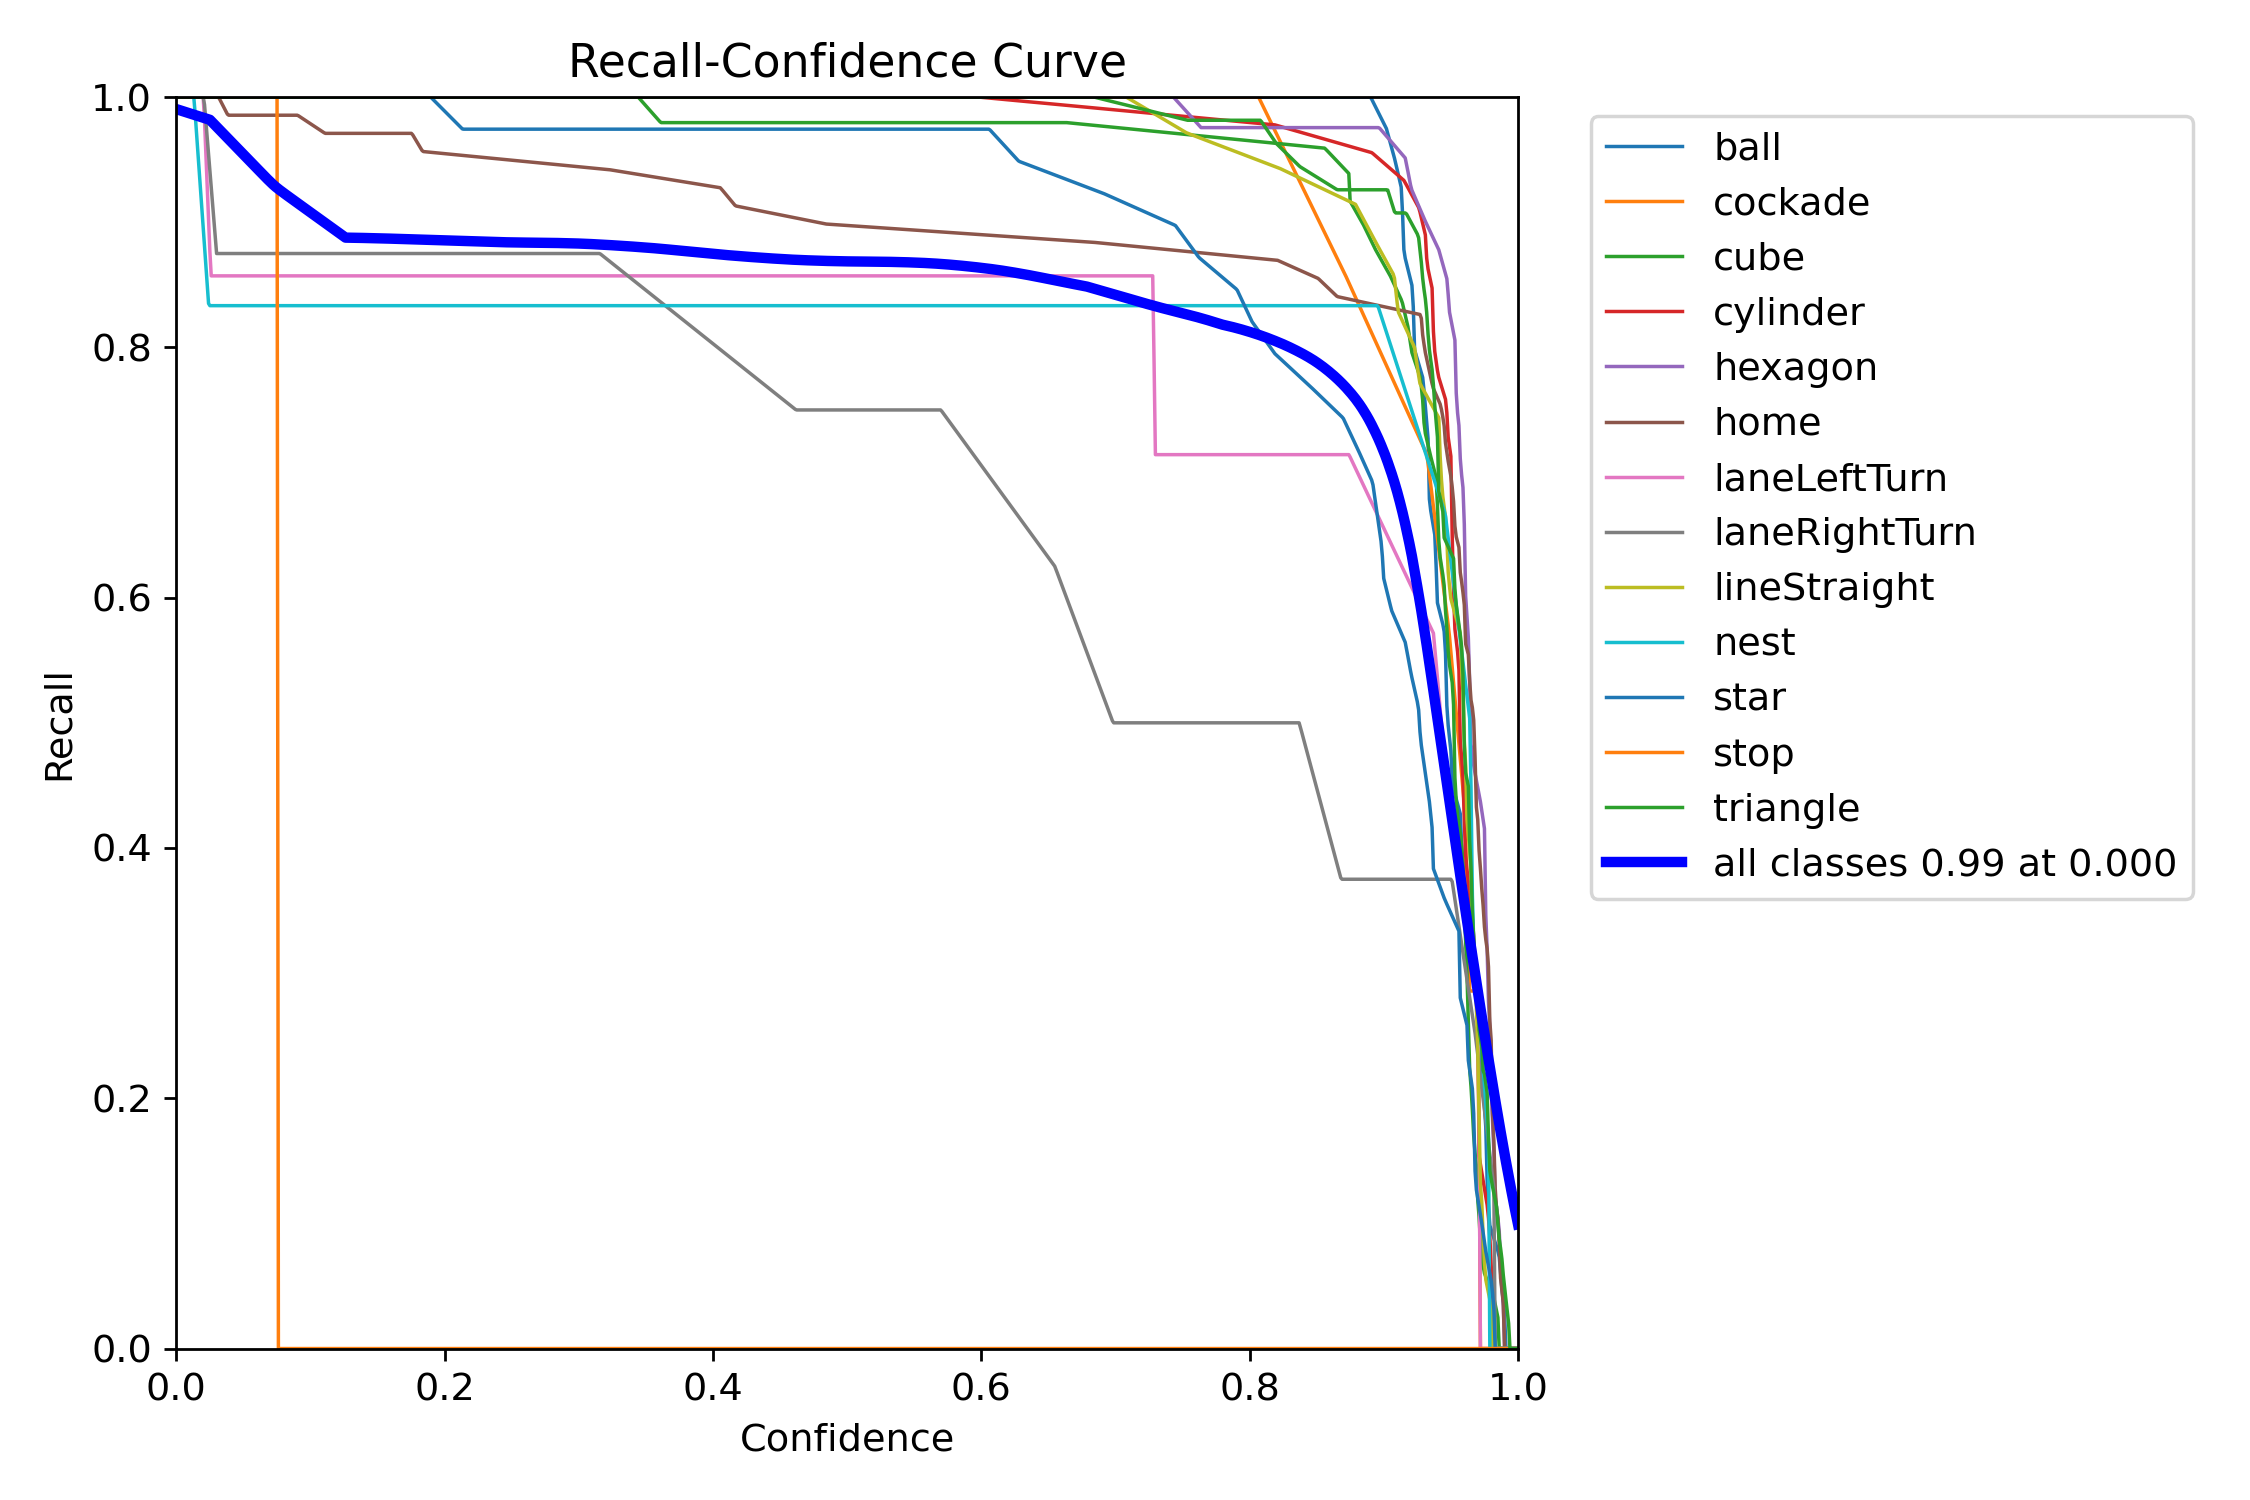 Recall-Confidence Curve
1.0
0.8
0.6
0.4
0.2
0.0
Recall
0.0 0.2 0.4 0.6 0.8 1.0
Confidence
ball
cockade
cube
cylinder
hexagon
home
laneLeftTurn
laneRightTurn
lineStraight
nest
star
stop
triangle
all classes 0.99 at 0.000